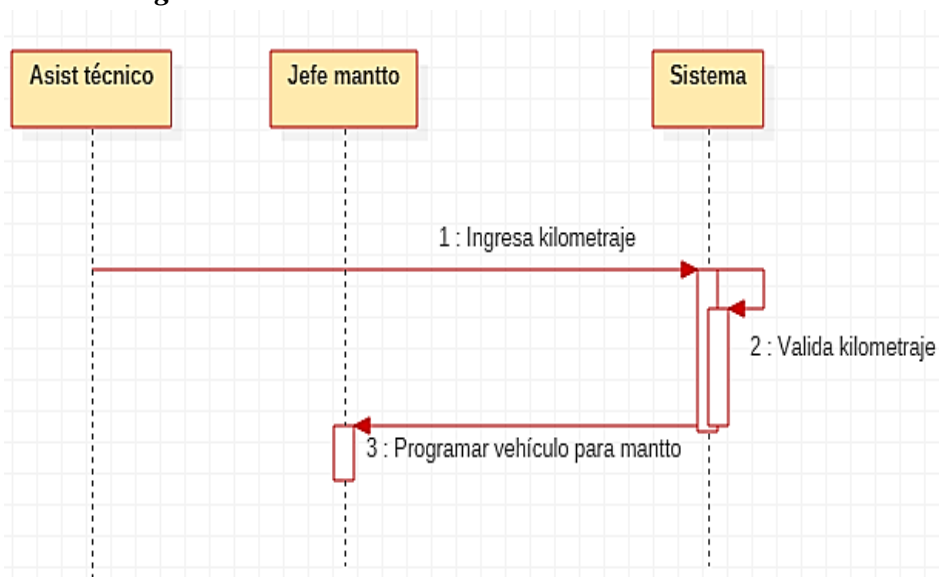 Asist técnico
Jefe mantto
Sistema
1 : Ingresa kilometraje
2 : Valida kilometraje
3 : Programar vehículo para mantto